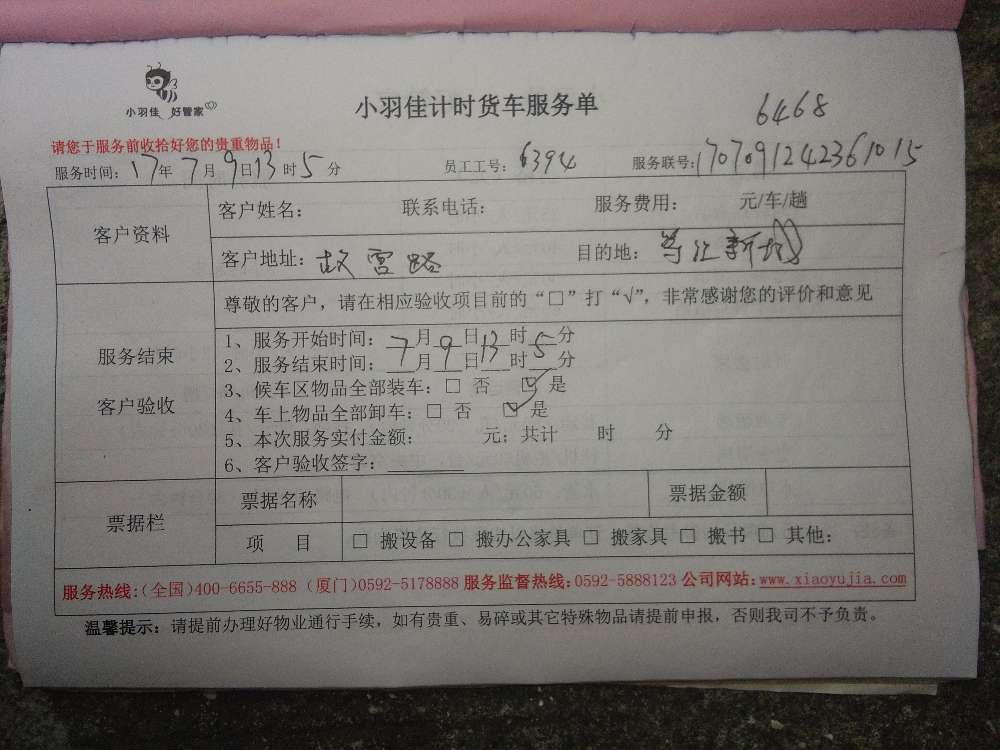 小羽佳 好管家
小羽佳计时货车服务单
6468
请您于服务前收拾好您的贵重物品！
服务时间：17年7月9日13时5分 员工工号：6394 服务联号：1707091242361015
客户资料
客户姓名： 联系电话： 服务费用： 元/车/趟
客户地址：故宫路 目的地：
服务结束
客户验收
尊敬的客户，请在相应验收项目前的“□”打“√”，非常感谢您的评价和意见
1、服务开始时间：7月9日13时5分
2、服务结束时间：__月__日__时__分
3、候车区物品全部装车：□ 否 ☑ 是
4、车上物品全部卸车：□ 否 ☑ 是
5、本次服务实付金额： 元；共计 时 分
6、客户验收签字：
票据栏
票据名称 票据金额
项 目 □ 搬设备 □ 搬办公家具 □ 搬家具 □ 搬书 □ 其他：
服务热线：（全国）400-6655-888（厦门）0592-5178888 服务监督热线：0592-5888123 公司网站：www.xiaoyujia.com
温馨提示：请提前办理好物业通行手续，如有贵重、易碎或其它特殊物品请提前申报，否则我司不予负责。